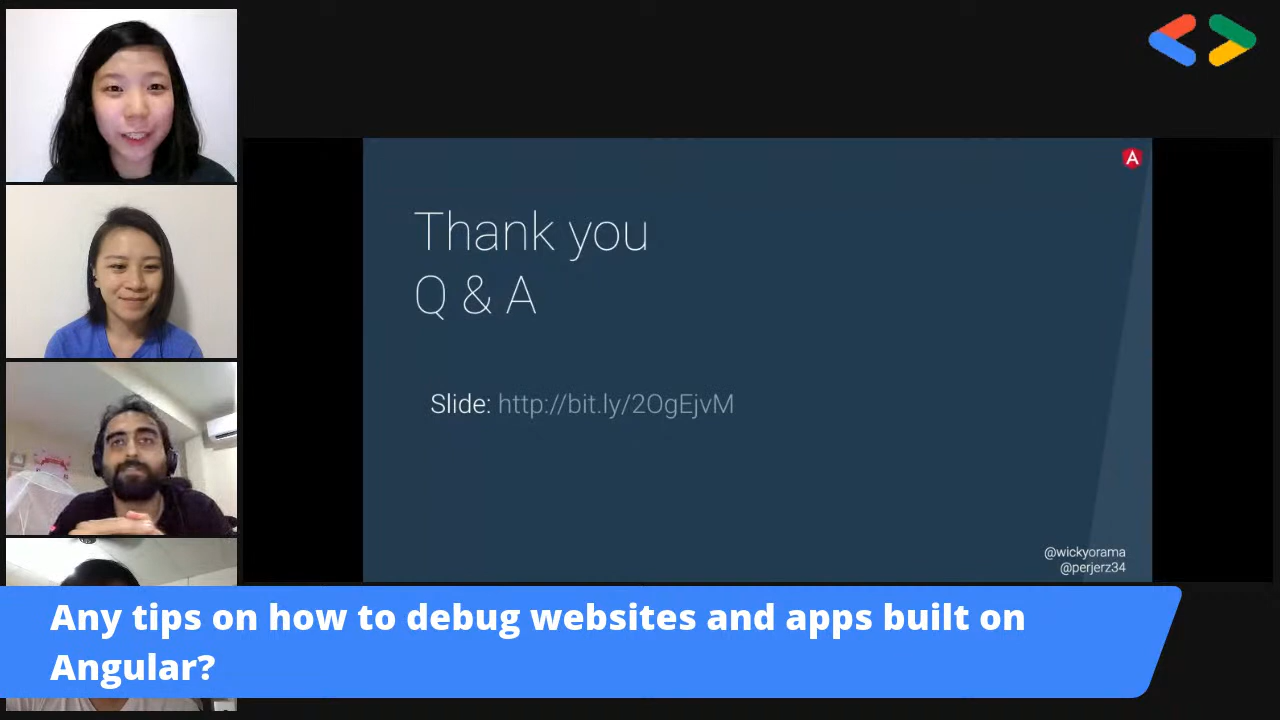 Thank you
Q & A
Slide: http://bit.ly/2OgEjvM
A
@wickyorama
@perjerz34
Any tips on how to debug websites and apps built on
Angular?